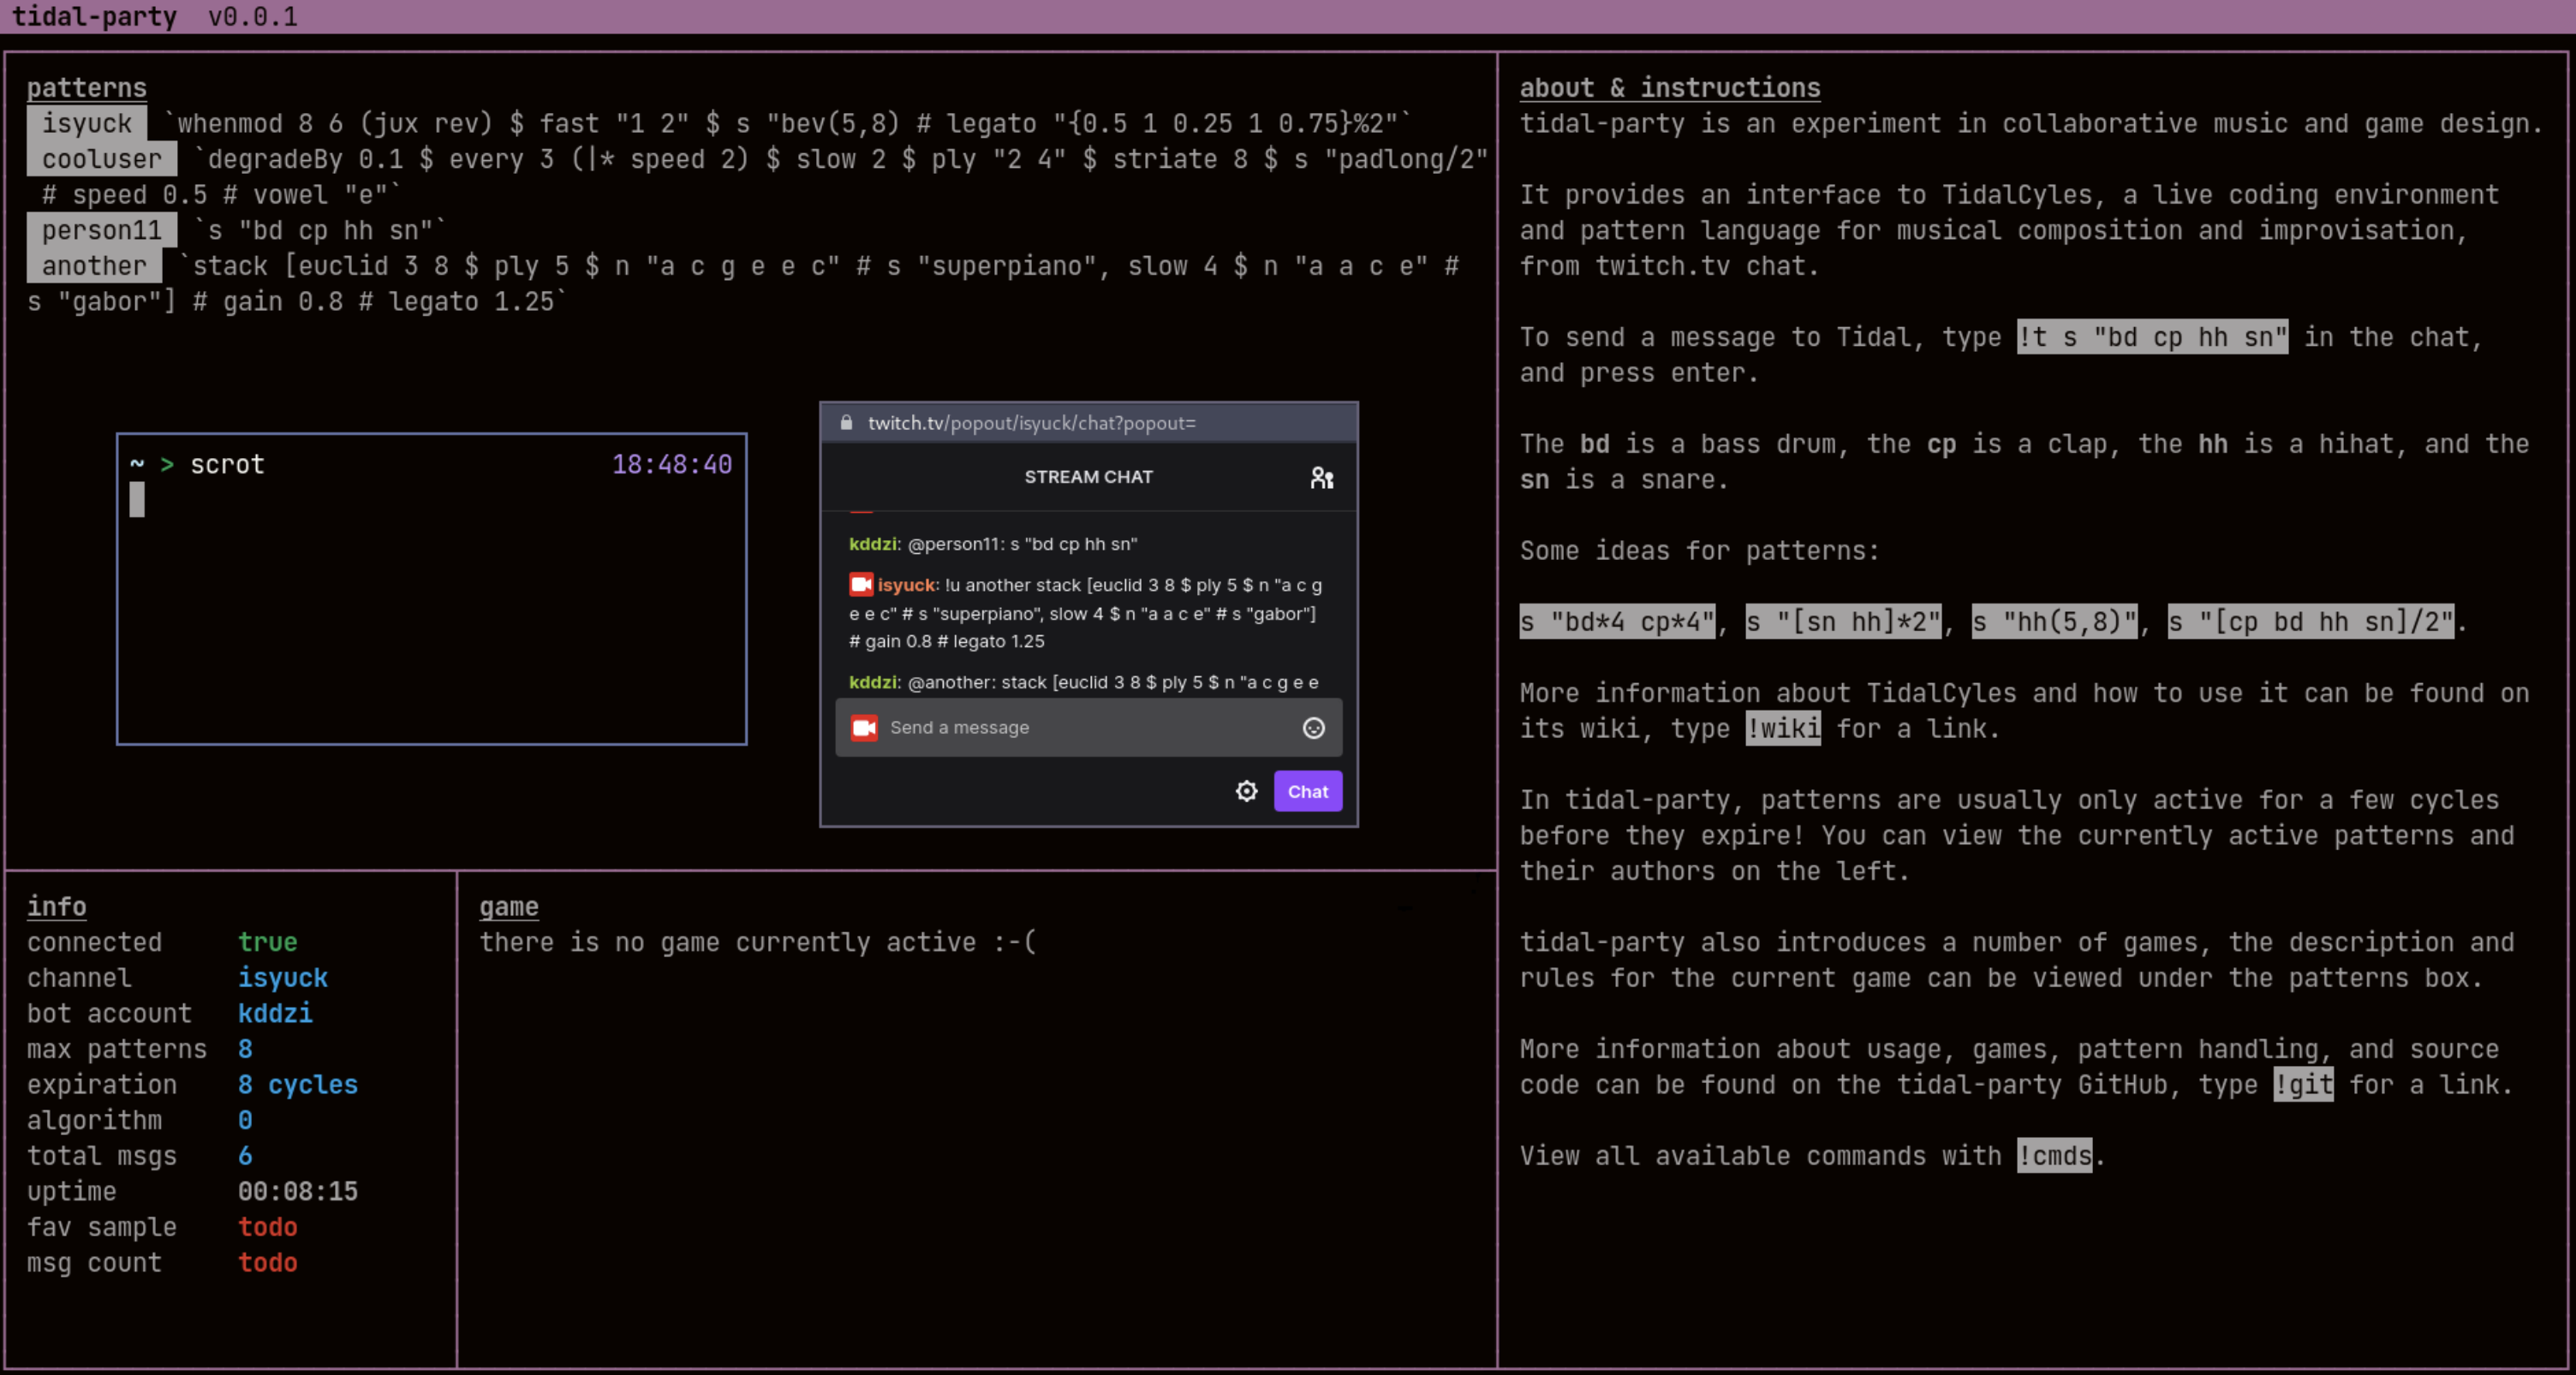 tidal-party v0.0.1
patterns
isyuck `whenmod 8 6 (jux rev) $ fast "1 2" $ s "bev(5,8) # legato "{0.5 1 0.25 1 0.75}%2"`
cooluser `degradeBy 0.1 $ every 3 (|* speed 2) $ slow 2 $ ply "2 4" $ striate 8 $ s "padlong/2"
# speed 0.5 # vowel "e"`
person11 `s "bd cp hh sn"`
another `stack [euclid 3 8 $ ply 5 $ n "a c g e e c" # s "superpiano", slow 4 $ n "a a c e" #
s "gabor"] # gain 0.8 # legato 1.25`
~ > scrot 18:48:40
twitch.tv/popout/isyuck/chat?popout=
STREAM CHAT
kddzi: @person11: s "bd cp hh sn"
isyuck: !u another stack [euclid 3 8 $ ply 5 $ n "a c g
e e c" # s "superpiano", slow 4 $ n "a a c e" # s "gabor"]
# gain 0.8 # legato 1.25
kddzi: @another: stack [euclid 3 8 $ ply 5 $ n "a c g e e
Send a message
Chat
info
connected true
channel isyuck
bot account kddzi
max patterns 8
expiration 8 cycles
algorithm 0
total msgs 6
uptime 00:08:15
fav sample todo
msg count todo
game
there is no game currently active :-(
about & instructions
tidal-party is an experiment in collaborative music and game design.
It provides an interface to TidalCyles, a live coding environment
and pattern language for musical composition and improvisation,
from twitch.tv chat.
To send a message to Tidal, type !t s "bd cp hh sn" in the chat,
and press enter.
The bd is a bass drum, the cp is a clap, the hh is a hihat, and the
sn is a snare.
Some ideas for patterns:
s "bd*4 cp*4", s "[sn hh]*2", s "hh(5,8)", s "[cp bd hh sn]/2".
More information about TidalCyles and how to use it can be found on
its wiki, type !wiki for a link.
In tidal-party, patterns are usually only active for a few cycles
before they expire! You can view the currently active patterns and
their authors on the left.
tidal-party also introduces a number of games, the description and
rules for the current game can be viewed under the patterns box.
More information about usage, games, pattern handling, and source
code can be found on the tidal-party GitHub, type !git for a link.
View all available commands with !cmds.